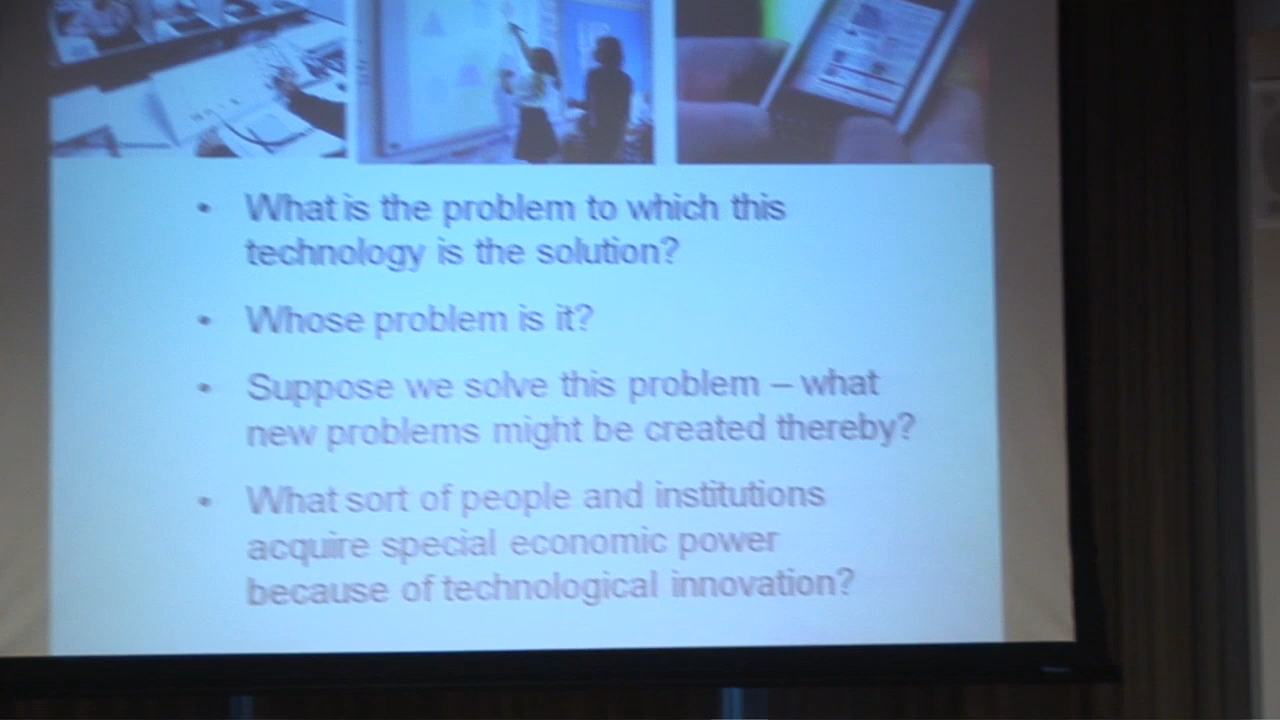 • What is the problem to which this
technology is the solution?
• Whose problem is it?
• Suppose we solve this problem – what
new problems might be created thereby?
• What sort of people and institutions
acquire special economic power
because of technological innovation?